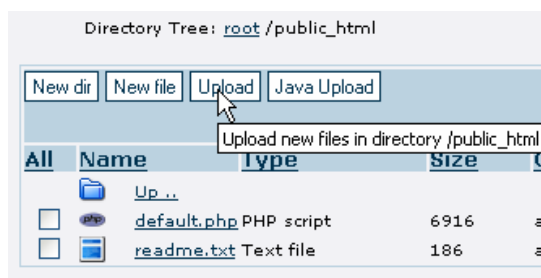 Directory Tree: root /public_html
New dir New file Upload Java Upload
Upload new files in directory /public_html
All Name Type Size
Up ..
default.php PHP script 6916
readme.txt Text file 186